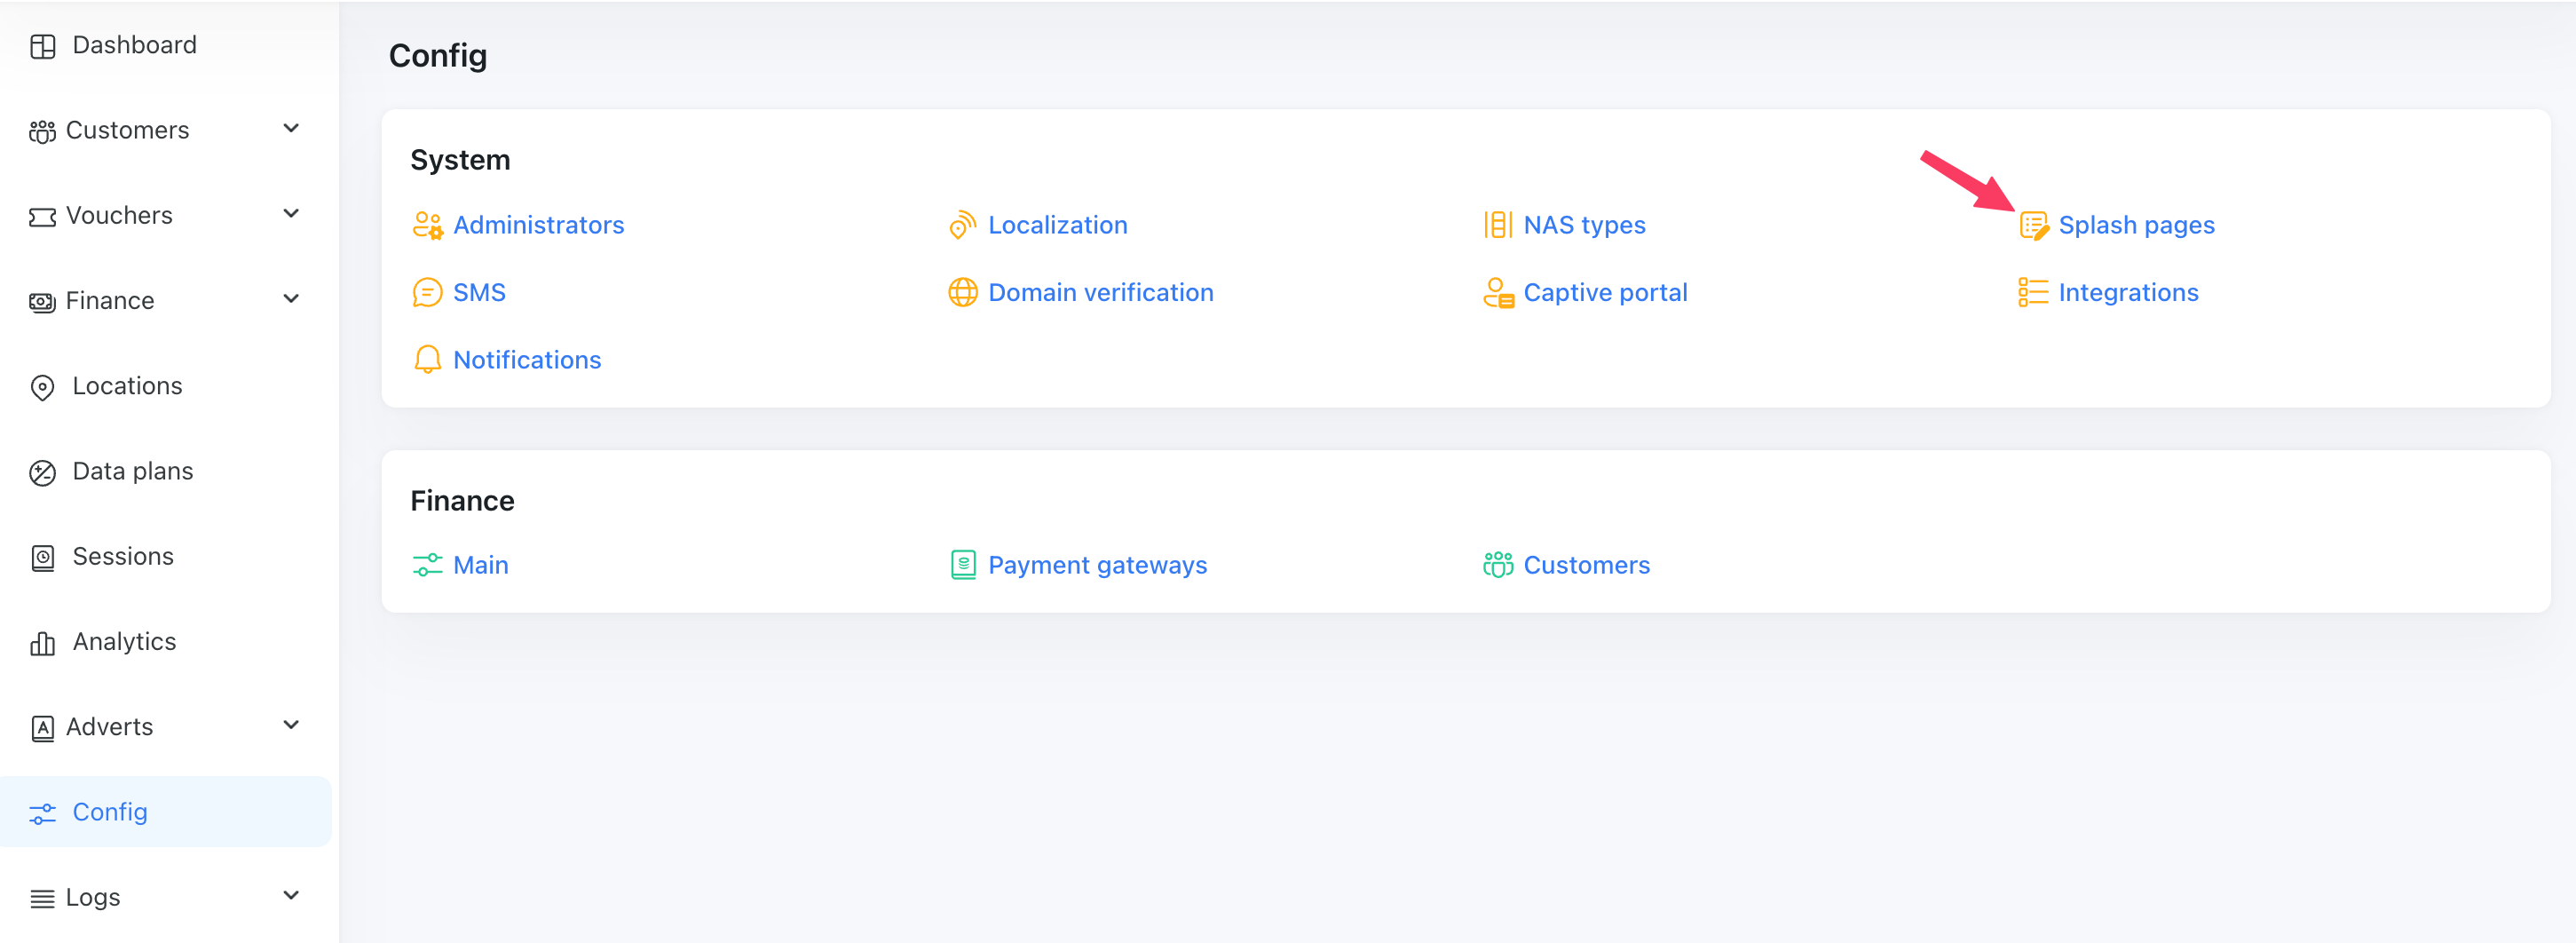 Dashboard
Customers
Vouchers
Finance
Locations
Data plans
Sessions
Analytics
Adverts
Config
Logs
Config
System
Administrators
Localization
NAS types
Splash pages
SMS
Domain verification
Captive portal
Integrations
Notifications
Finance
Main
Payment gateways
Customers